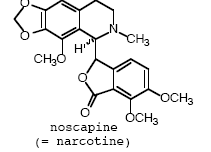 O
O
N
CH₃
H
CH₃O
O
O
OCH₃
OCH₃
noscapine
(= narcotine)